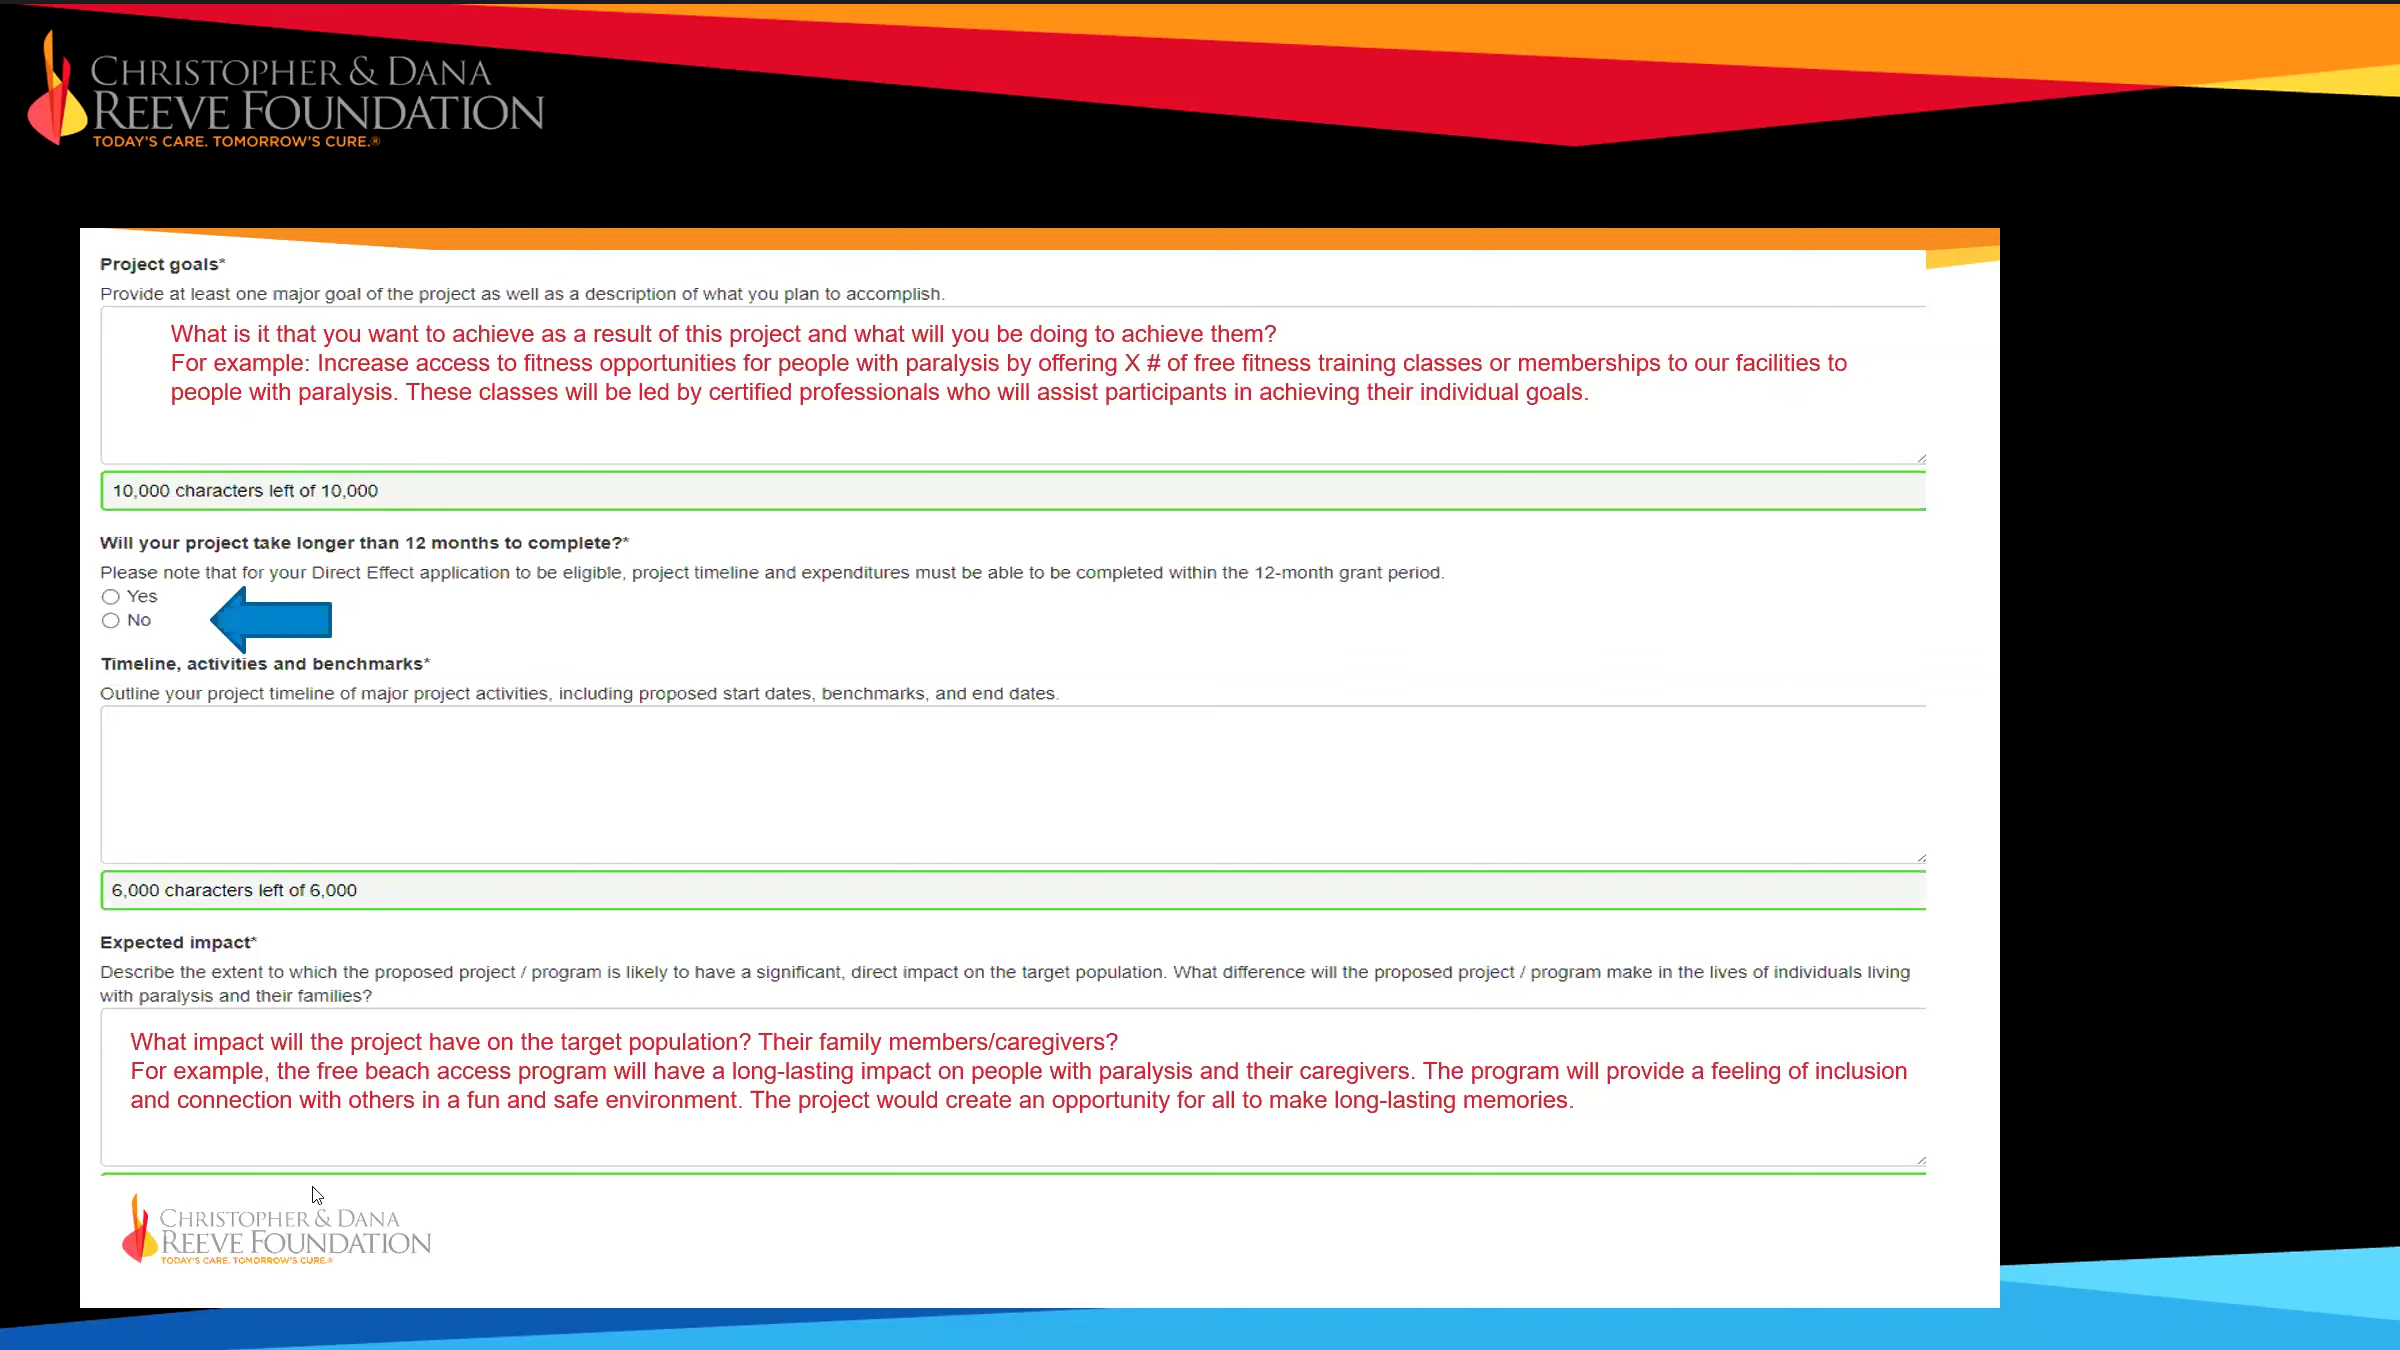 CHRISTOPHER & DANA
REEVE FOUNDATION
TODAY'S CARE. TOMORROW'S CURE.®
Project goals*
Provide at least one major goal of the project as well as a description of what you plan to accomplish.
What is it that you want to achieve as a result of this project and what will you be doing to achieve them?
For example: Increase access to fitness opportunities for people with paralysis by offering X # of free fitness training classes or memberships to our facilities to
people with paralysis. These classes will be led by certified professionals who will assist participants in achieving their individual goals.
10,000 characters left of 10,000
Will your project take longer than 12 months to complete?*
Please note that for your Direct Effect application to be eligible, project timeline and expenditures must be able to be completed within the 12-month grant period.
Yes
No
Timeline, activities and benchmarks*
Outline your project timeline of major project activities, including proposed start dates, benchmarks, and end dates.
6,000 characters left of 6,000
Expected impact*
Describe the extent to which the proposed project / program is likely to have a significant, direct impact on the target population. What difference will the proposed project / program make in the lives of individuals living
with paralysis and their families?
What impact will the project have on the target population? Their family members/caregivers?
For example, the free beach access program will have a long-lasting impact on people with paralysis and their caregivers. The program will provide a feeling of inclusion
and connection with others in a fun and safe environment. The project would create an opportunity for all to make long-lasting memories.
CHRISTOPHER & DANA
REEVE FOUNDATION
TODAY'S CARE. TOMORROW'S CURE.®